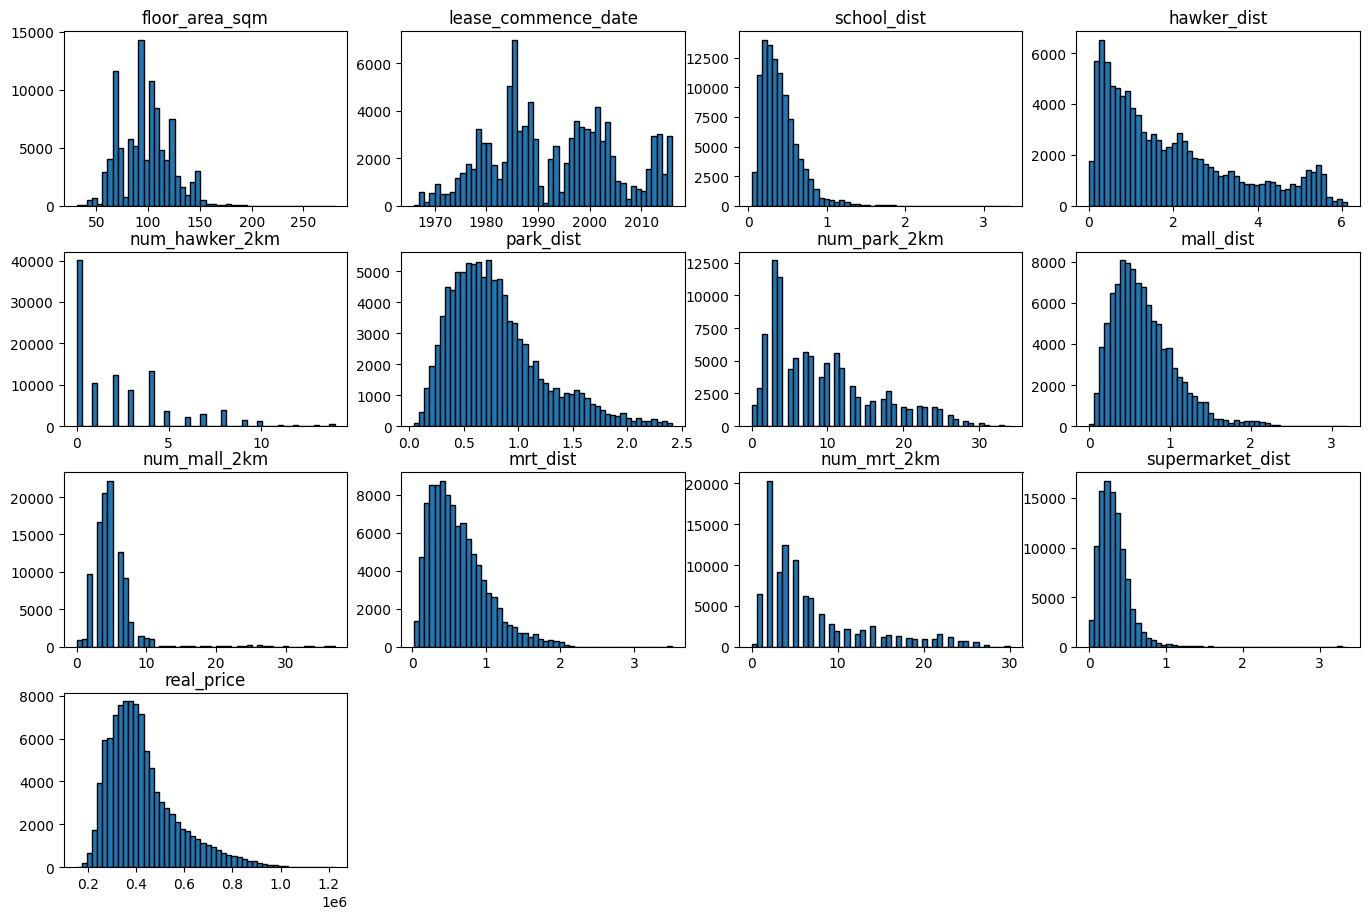 floor_area_sqm
15000
10000
5000
0
50 100 150 200 250
lease_commence_date
6000
4000
2000
0
1970 1980 1990 2000 2010
school_dist
12500
10000
7500
5000
2500
0
0 1 2 3
hawker_dist
6000
4000
2000
0
0 2 4 6
num_hawker_2km
40000
30000
20000
10000
0
0 5 10
park_dist
5000
4000
3000
2000
1000
0
0.0 0.5 1.0 1.5 2.0 2.5
num_park_2km
12500
10000
7500
5000
2500
0
0 10 20 30
mall_dist
8000
6000
4000
2000
0
0 1 2 3
num_mall_2km
20000
15000
10000
5000
0
0 10 20 30
mrt_dist
8000
6000
4000
2000
0
0 1 2 3
num_mrt_2km
20000
15000
10000
5000
0
0 10 20 30
supermarket_dist
15000
10000
5000
0
0 1 2 3
real_price
8000
6000
4000
2000
0
0.2 0.4 0.6 0.8 1.0 1.2
1e6